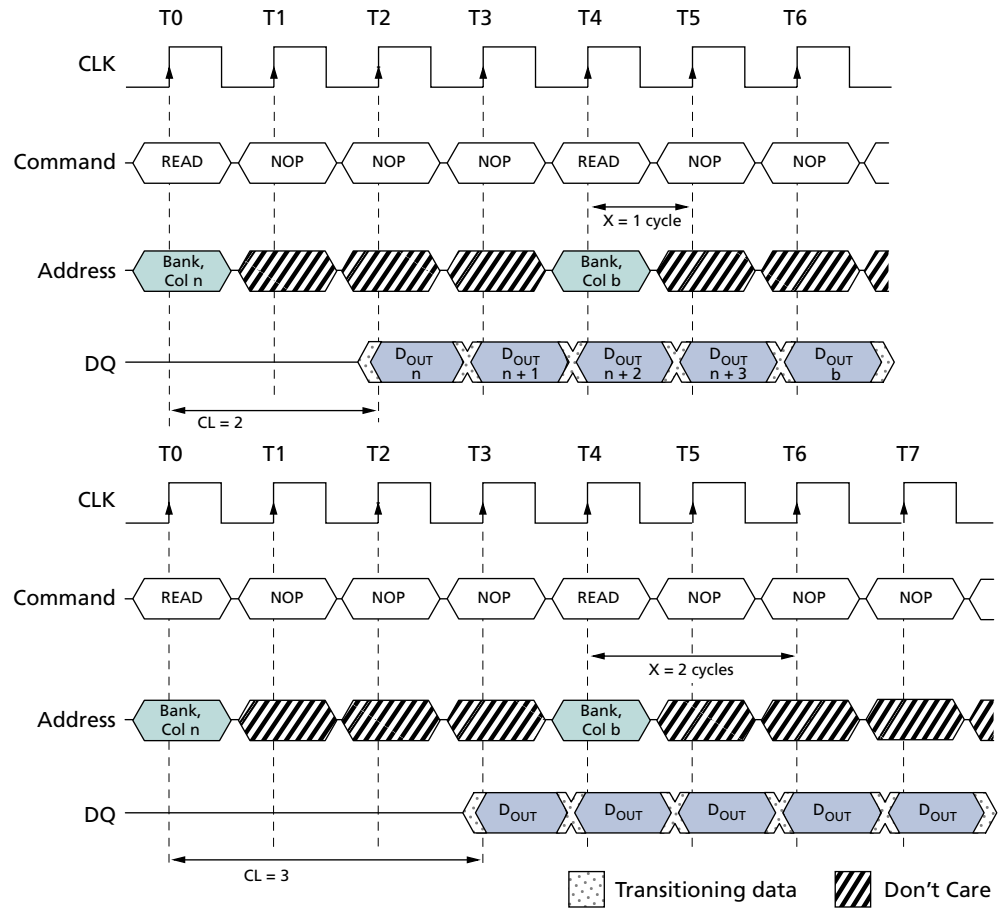 T0 T1 T2 T3 T4 T5 T6
CLK
Command READ NOP NOP NOP READ NOP NOP
X = 1 cycle
Address Bank, Col n Bank, Col b
DQ DOUT n DOUT n + 1 DOUT n + 2 DOUT n + 3 DOUT b
CL = 2
T0 T1 T2 T3 T4 T5 T6 T7
CLK
Command READ NOP NOP NOP READ NOP NOP NOP
X = 2 cycles
Address Bank, Col n Bank, Col b
DQ DOUT DOUT DOUT DOUT DOUT
CL = 3
Transitioning data Don't Care